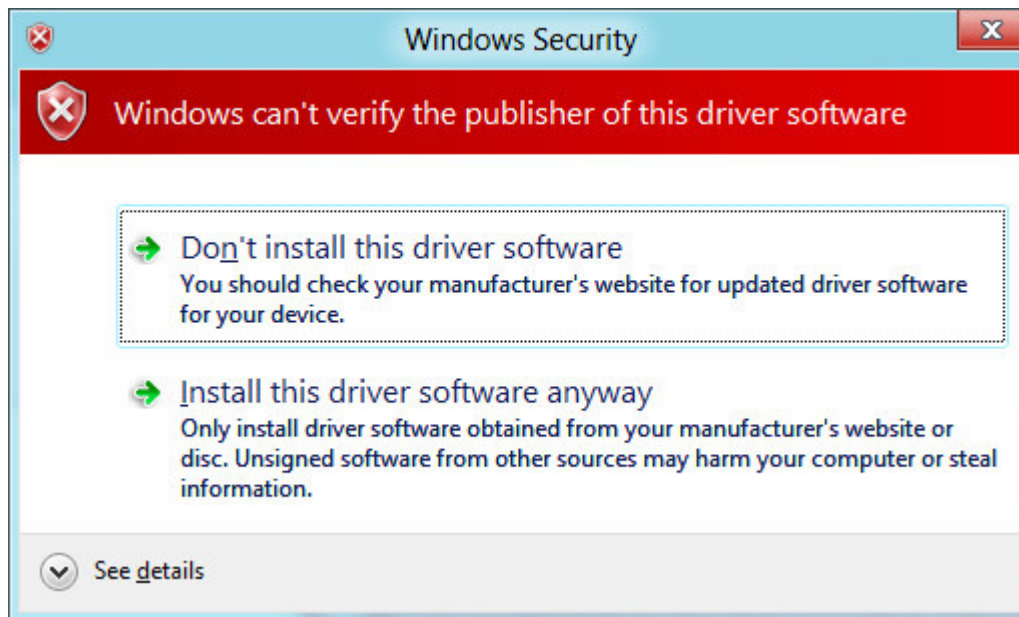 Windows Security
Windows can't verify the publisher of this driver software
Don't install this driver software
You should check your manufacturer's website for updated driver software
for your device.
Install this driver software anyway
Only install driver software obtained from your manufacturer's website or
disc. Unsigned software from other sources may harm your computer or steal
information.
See details